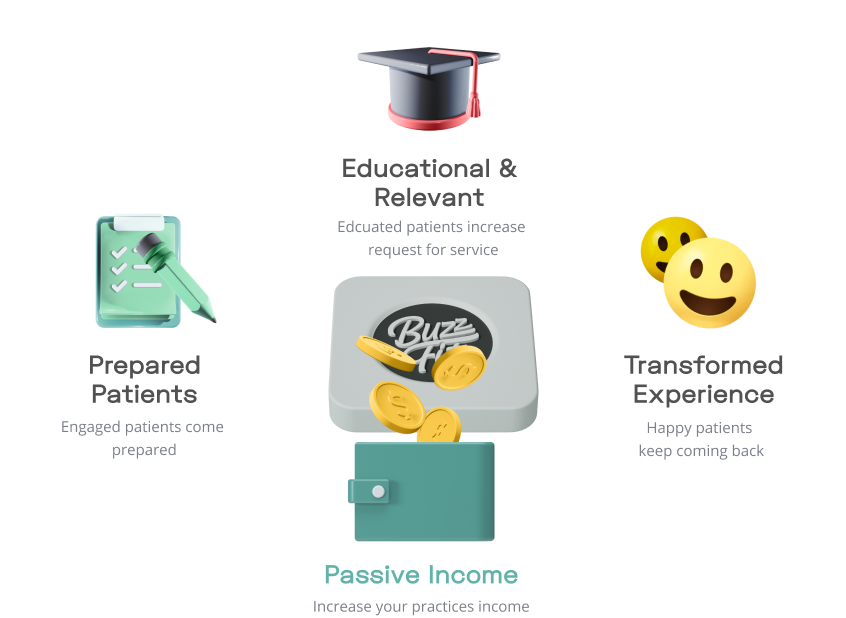 Educational &
Relevant
Edcuated patients increase
request for service
Prepared
Patients
Engaged patients come
prepared
Buzz
Transformed
Experience
Happy patients
keep coming back
Passive Income
Increase your practices income